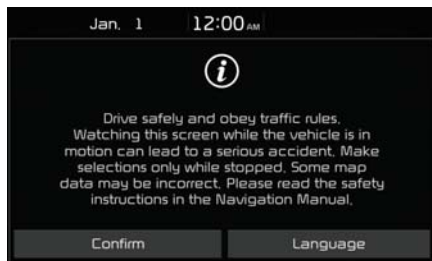 Jan. 1 12:00 AM
i
Drive safely and obey traffic rules.
Watching this screen while the vehicle is in
motion can lead to a serious accident. Make
selections only while stopped. Some map
data may be incorrect. Please read the safety
instructions in the Navigation Manual.
Confirm Language